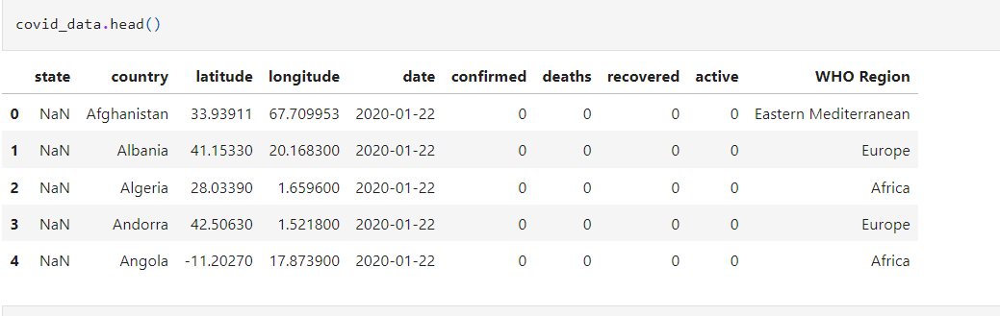 covid_data.head()
state country latitude longitude date confirmed deaths recovered active WHO Region
0 NaN Afghanistan 33.93911 67.709953 2020-01-22 0 0 0 0 Eastern Mediterranean
1 NaN Albania 41.15330 20.168300 2020-01-22 0 0 0 0 Europe
2 NaN Algeria 28.03390 1.659600 2020-01-22 0 0 0 0 Africa
3 NaN Andorra 42.50630 1.521800 2020-01-22 0 0 0 0 Europe
4 NaN Angola -11.20270 17.873900 2020-01-22 0 0 0 0 Africa